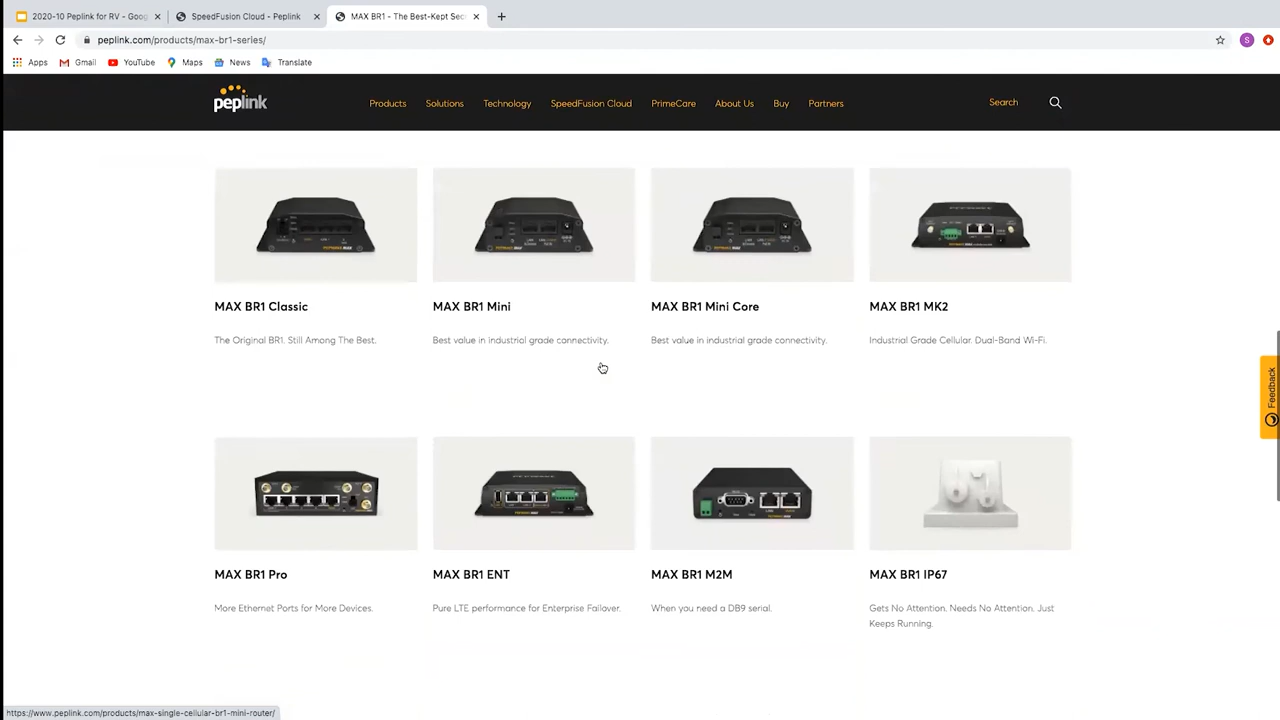 2020-10 Peplink for RV - Goog
SpeedFusion Cloud - Peplink
MAX BR1 - The Best-Kept Sec
peplink.com/products/max-br1-series/
S
Apps
Gmail
YouTube
Maps
News
Translate
peplink
Products
Solutions
Technology
SpeedFusion Cloud
PrimeCare
About Us
Buy
Partners
Search
MAX BR1 Classic
MAX BR1 Mini
MAX BR1 Mini Core
MAX BR1 MK2
The Original BR1. Still Among The Best.
Best value in industrial grade connectivity.
Best value in industrial grade connectivity.
Industrial Grade Cellular. Dual-Band Wi-Fi.
Feedback
MAX BR1 Pro
MAX BR1 ENT
MAX BR1 M2M
MAX BR1 IP67
More Ethernet Ports for More Devices.
Pure LTE performance for Enterprise Failover.
When you need a DB9 serial.
Gets No Attention. Needs No Attention. Just
Keeps Running.
https://www.peplink.com/products/max-single-cellular-br1-mini-router/